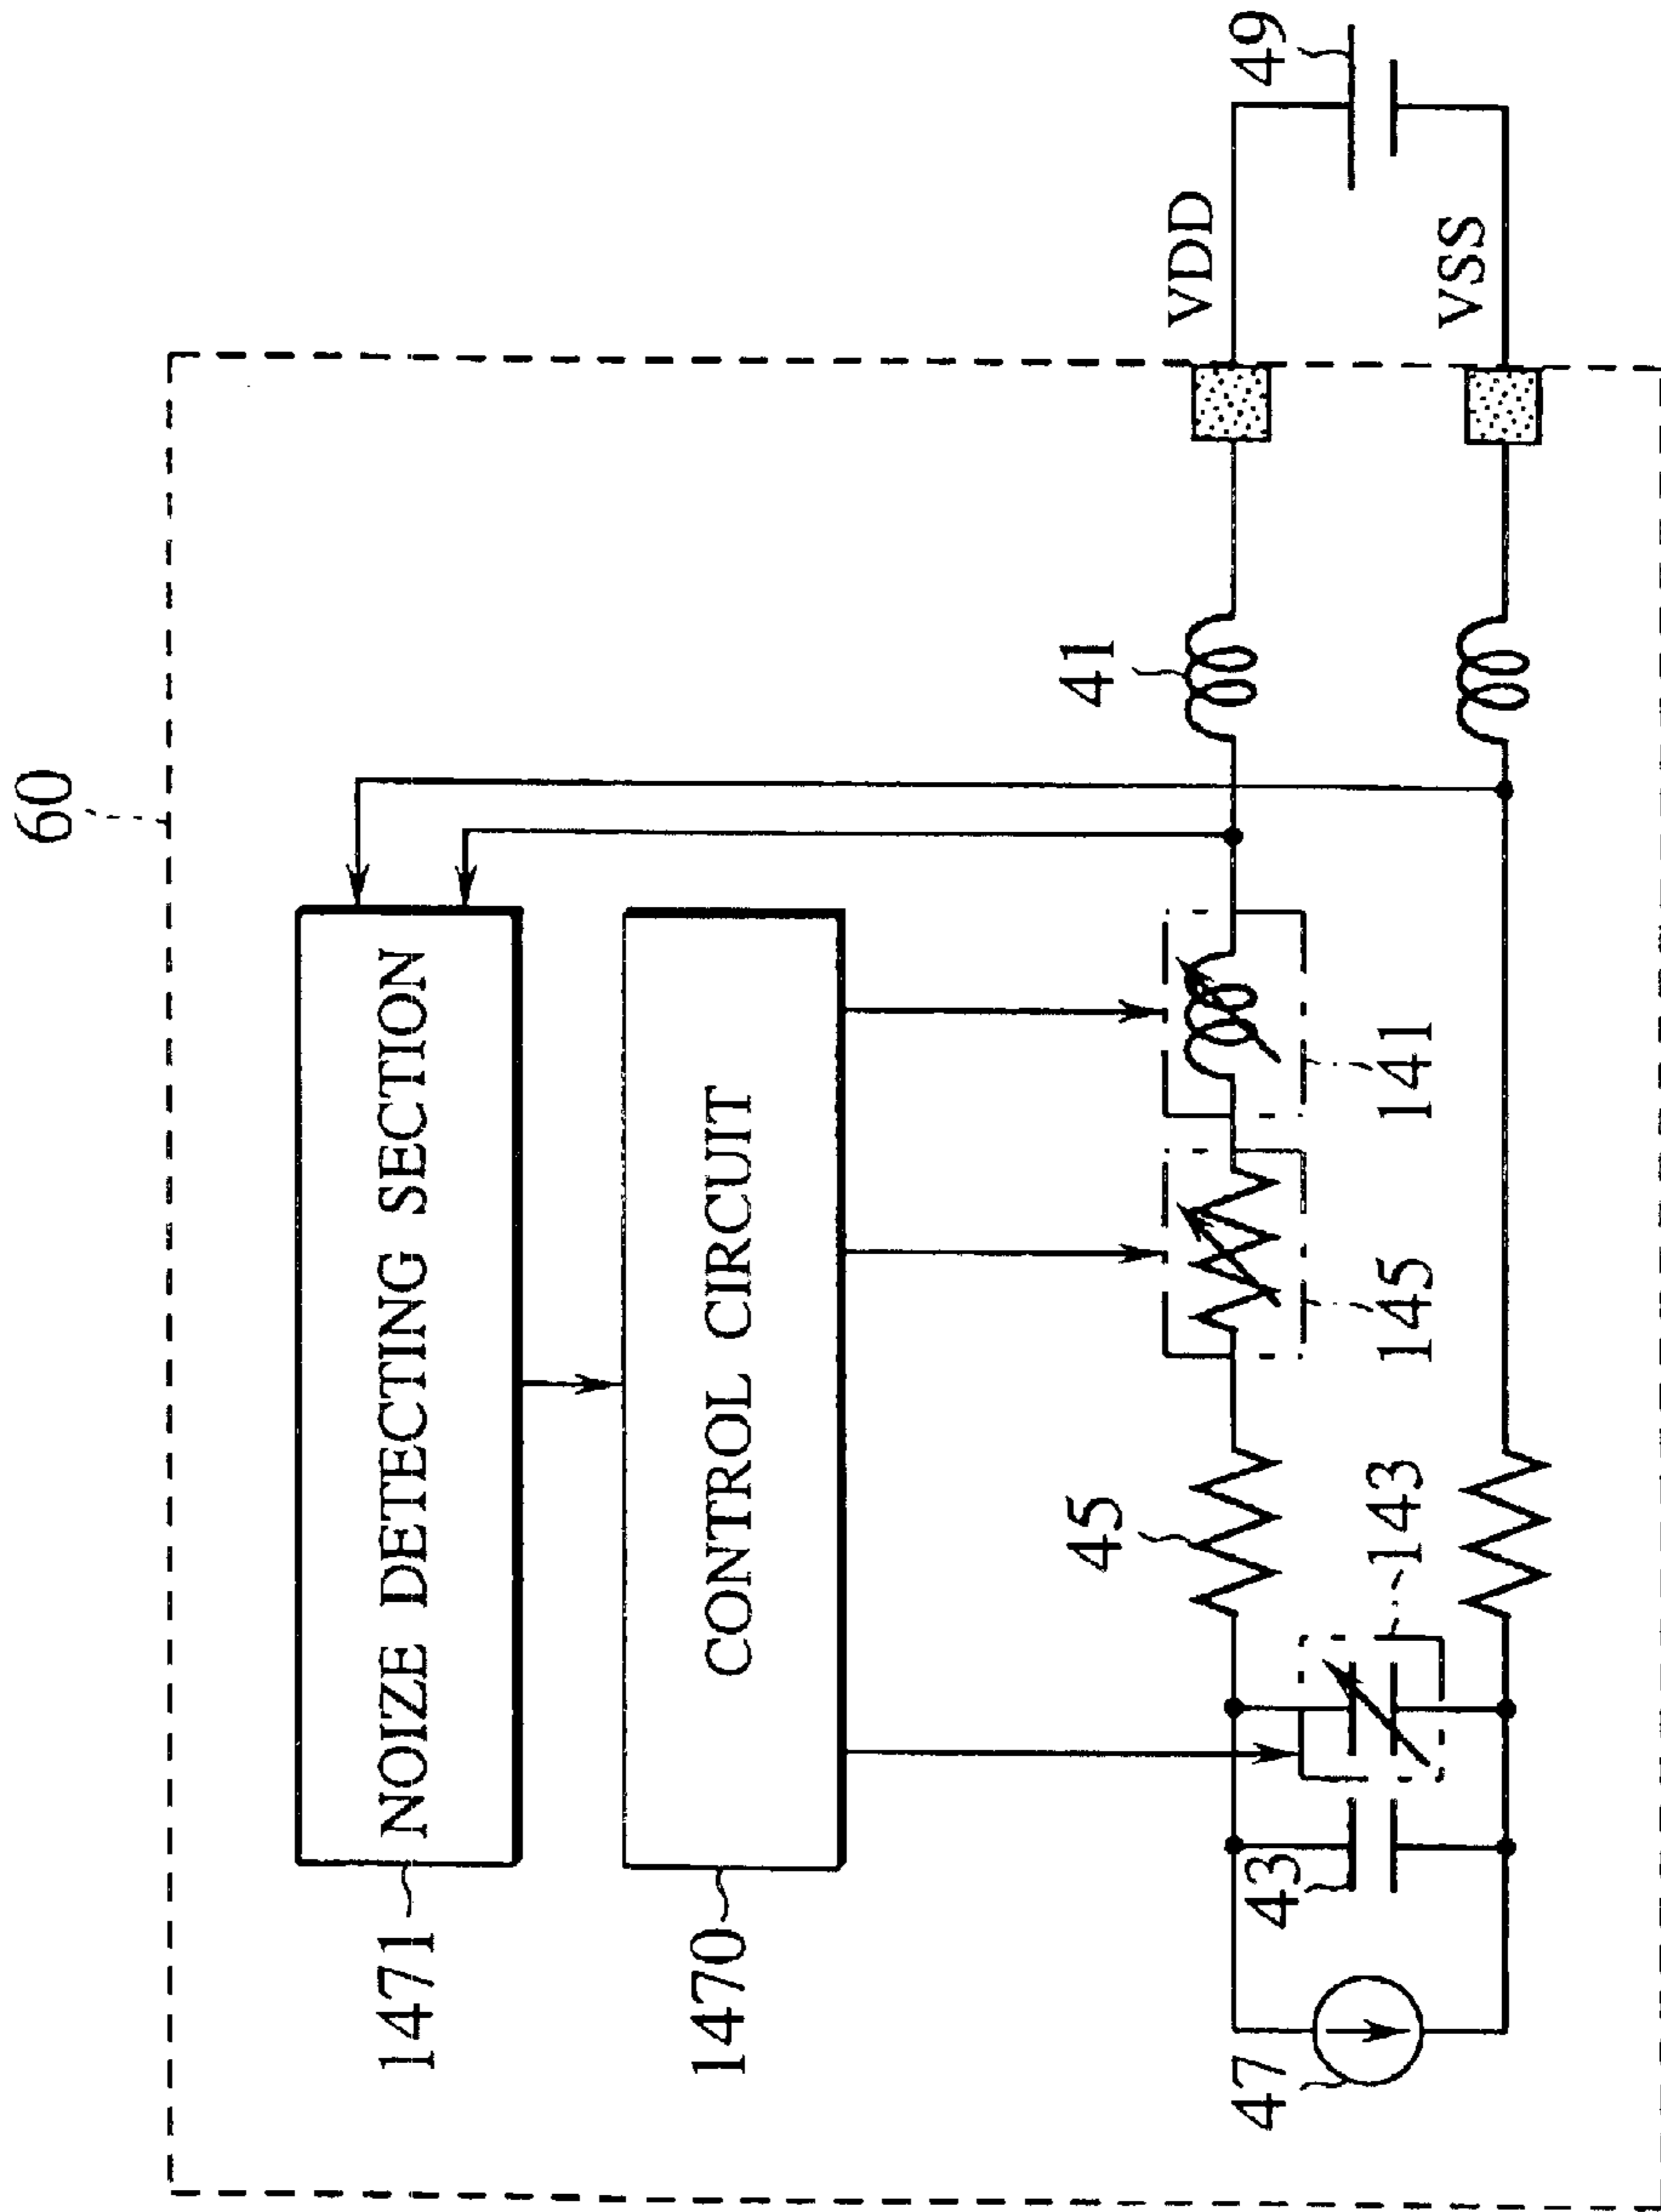 60
1471
NOIZE DETECTING SECTION
1470
CONTROL CIRCUIT
41
VDD
49
45
145
141
47
43
143
VSS